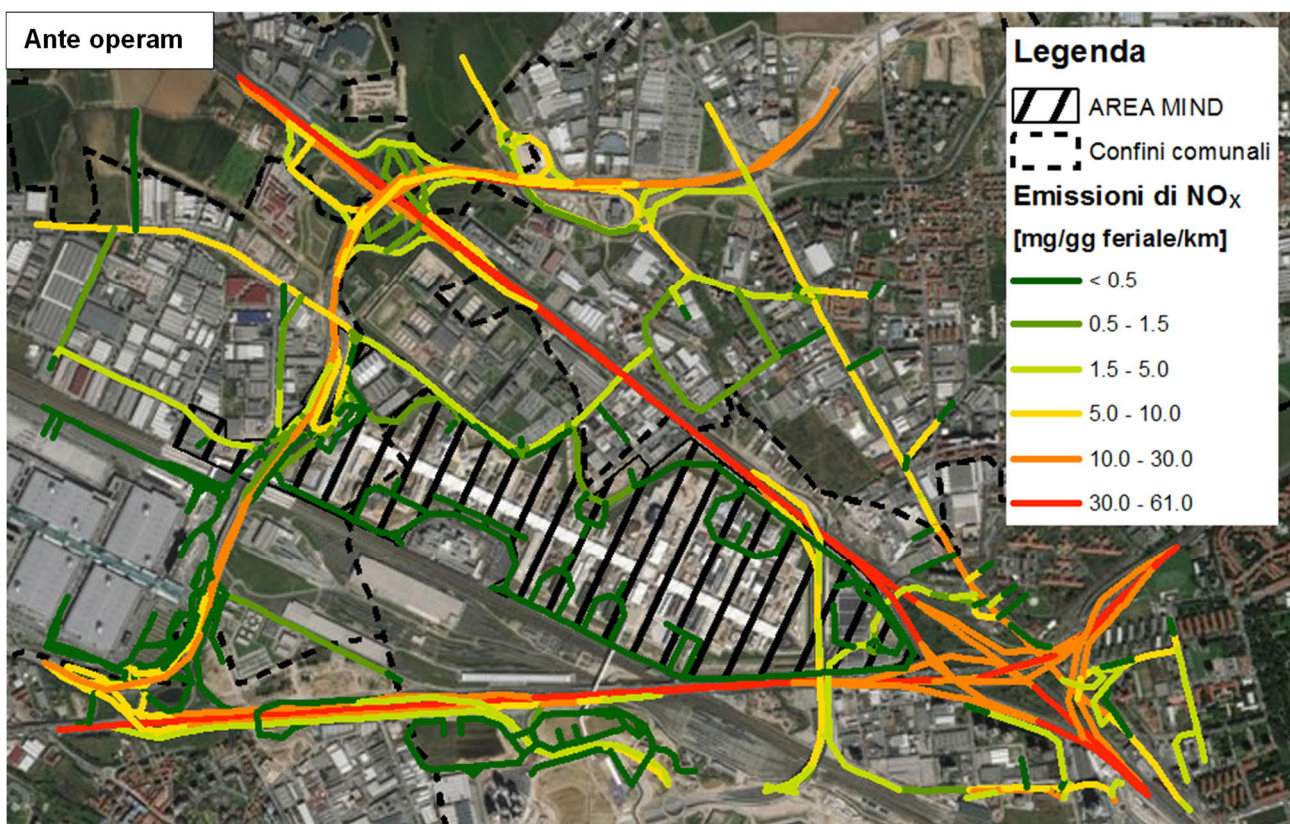 Ante operam
Legenda
AREA MIND
Confini comunali
Emissioni di NOx
[mg/gg feriale/km]
< 0.5
0.5 - 1.5
1.5 - 5.0
5.0 - 10.0
10.0 - 30.0
30.0 - 61.0